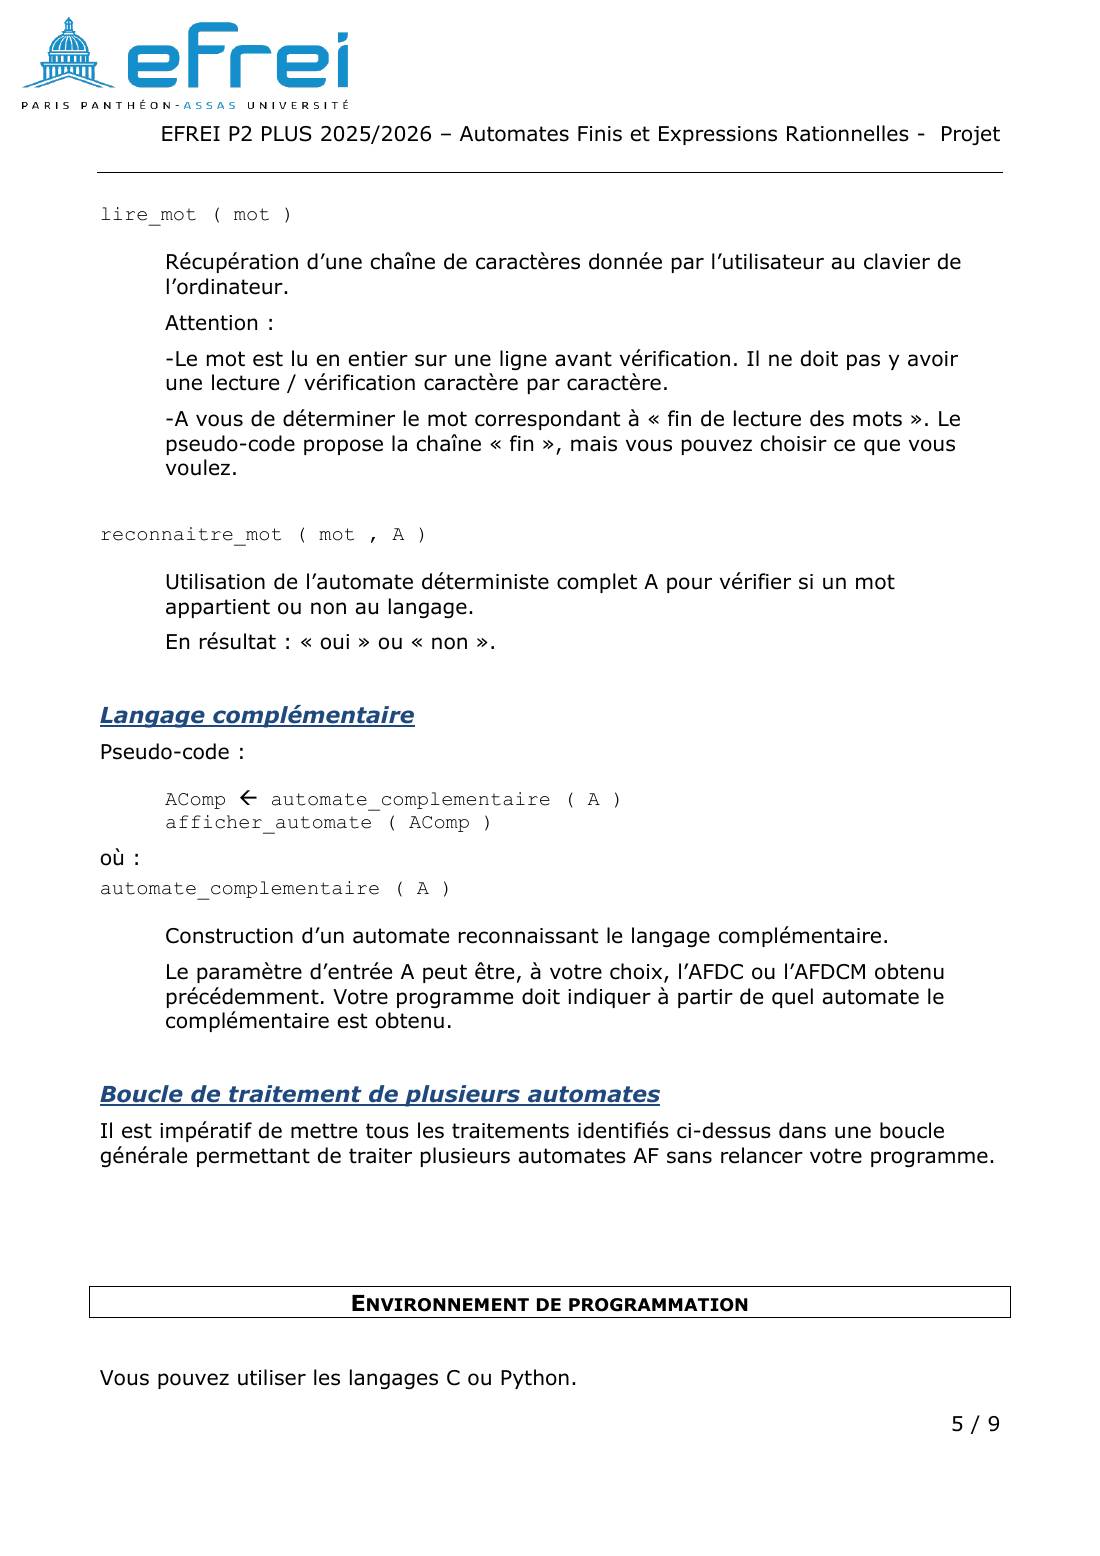 efrei
PARIS PANTHÉON-ASSAS UNIVERSITÉ
EFREI P2 PLUS 2025/2026 – Automates Finis et Expressions Rationnelles - Projet
lire_mot ( mot )
Récupération d’une chaîne de caractères donnée par l’utilisateur au clavier de
l’ordinateur.
Attention :
-Le mot est lu en entier sur une ligne avant vérification. Il ne doit pas y avoir
une lecture / vérification caractère par caractère.
-A vous de déterminer le mot correspondant à « fin de lecture des mots ». Le
pseudo-code propose la chaîne « fin », mais vous pouvez choisir ce que vous
voulez.
reconnaitre_mot ( mot , A )
Utilisation de l’automate déterministe complet A pour vérifier si un mot
appartient ou non au langage.
En résultat : « oui » ou « non ».
Langage complémentaire
Pseudo-code :
AComp ← automate_complementaire ( A )
afficher_automate ( AComp )
où :
automate_complementaire ( A )
Construction d’un automate reconnaissant le langage complémentaire.
Le paramètre d’entrée A peut être, à votre choix, l’AFDC ou l’AFDCM obtenu
précédemment. Votre programme doit indiquer à partir de quel automate le
complémentaire est obtenu.
Boucle de traitement de plusieurs automates
Il est impératif de mettre tous les traitements identifiés ci-dessus dans une boucle
générale permettant de traiter plusieurs automates AF sans relancer votre programme.
ENVIRONNEMENT DE PROGRAMMATION
Vous pouvez utiliser les langages C ou Python.
5 / 9